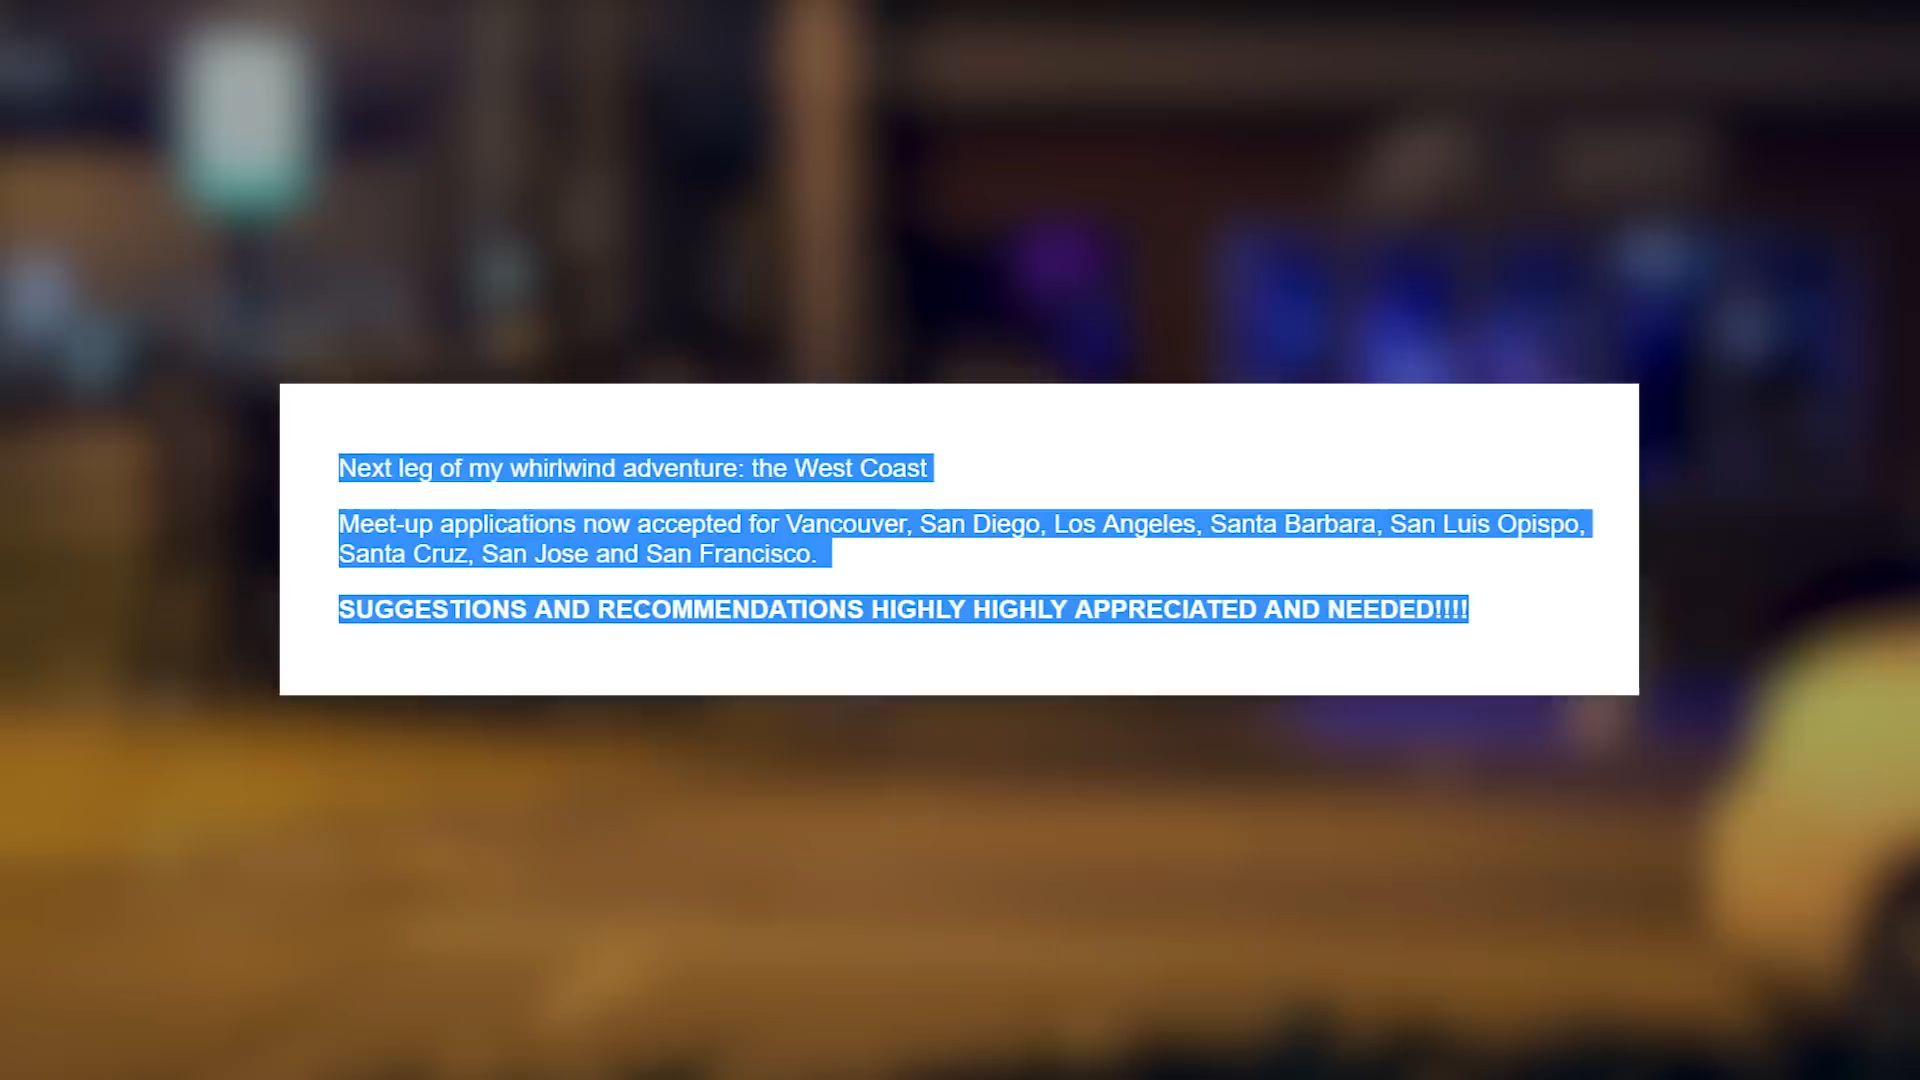 Next leg of my whirlwind adventure: the West Coast
Meet-up applications now accepted for Vancouver, San Diego, Los Angeles, Santa Barbara, San Luis Opispo,
Santa Cruz, San Jose and San Francisco.
SUGGESTIONS AND RECOMMENDATIONS HIGHLY HIGHLY APPRECIATED AND NEEDED!!!!